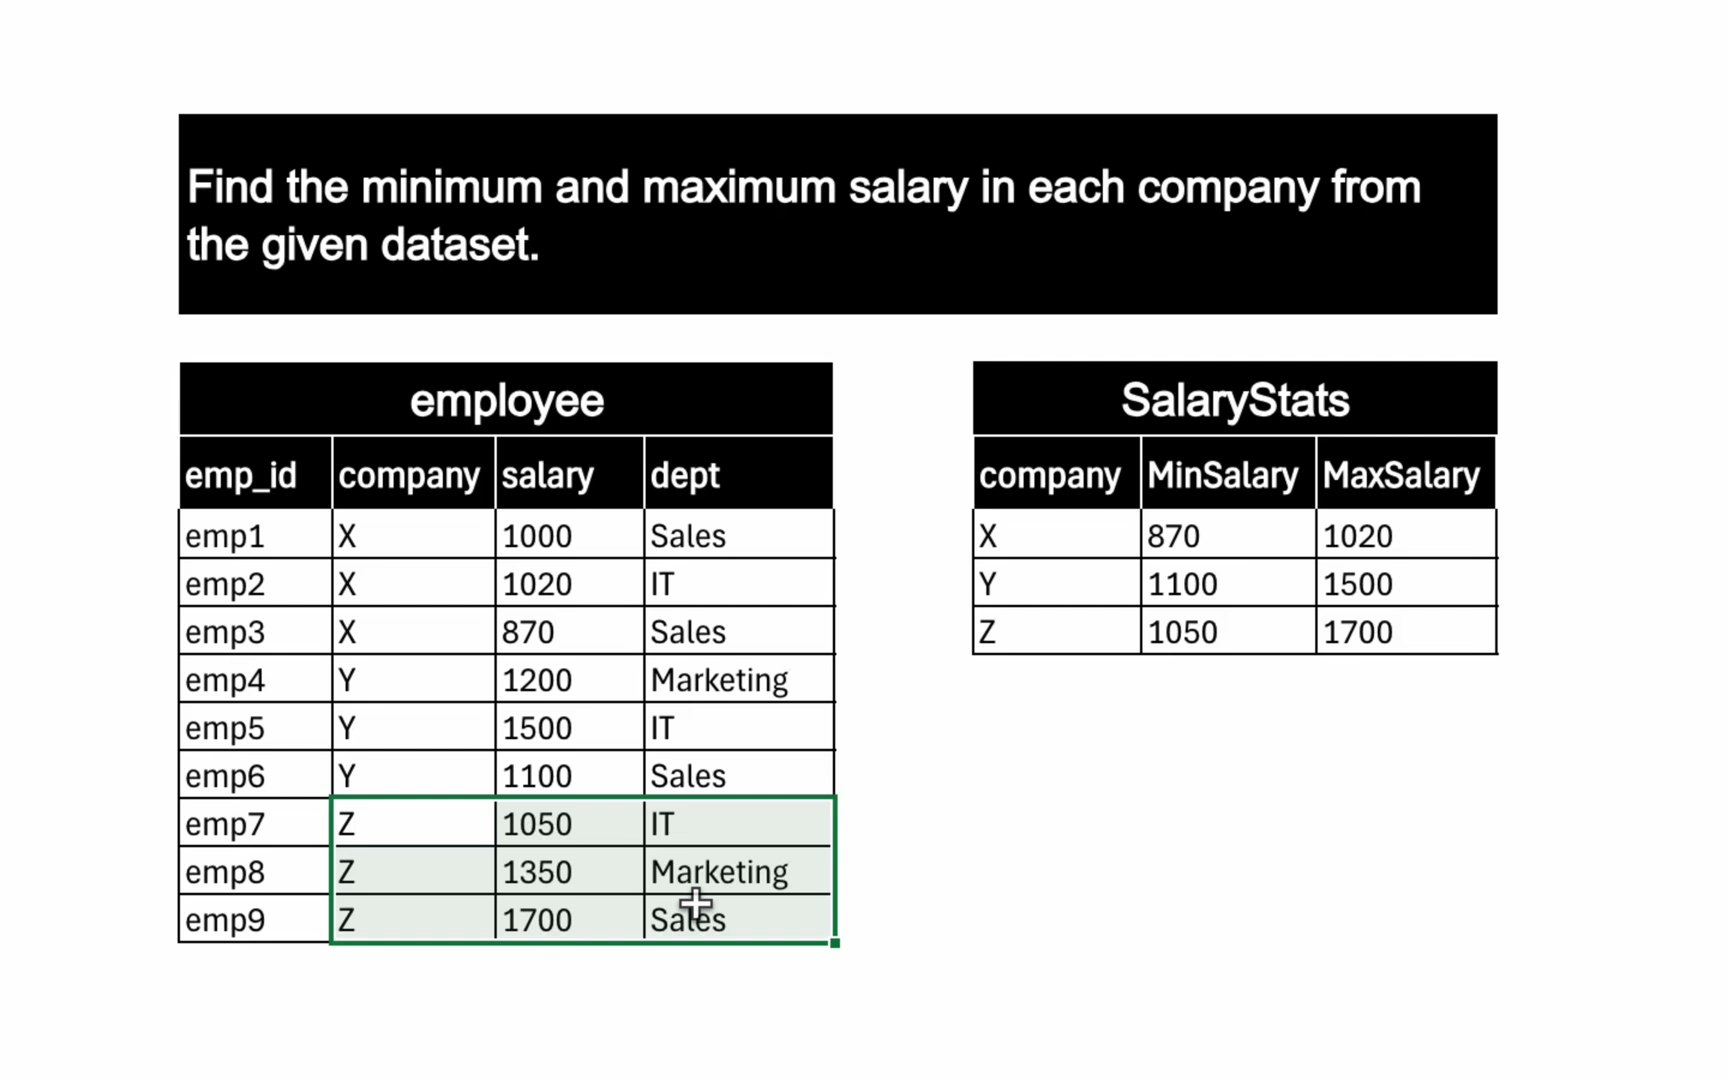 Find the minimum and maximum salary in each company from
the given dataset.
employee
emp_id company salary dept
emp1 X 1000 Sales
emp2 X 1020 IT
emp3 X 870 Sales
emp4 Y 1200 Marketing
emp5 Y 1500 IT
emp6 Y 1100 Sales
emp7 Z 1050 IT
emp8 Z 1350 Marketing
emp9 Z 1700 Sales
SalaryStats
company MinSalary MaxSalary
X 870 1020
Y 1100 1500
Z 1050 1700